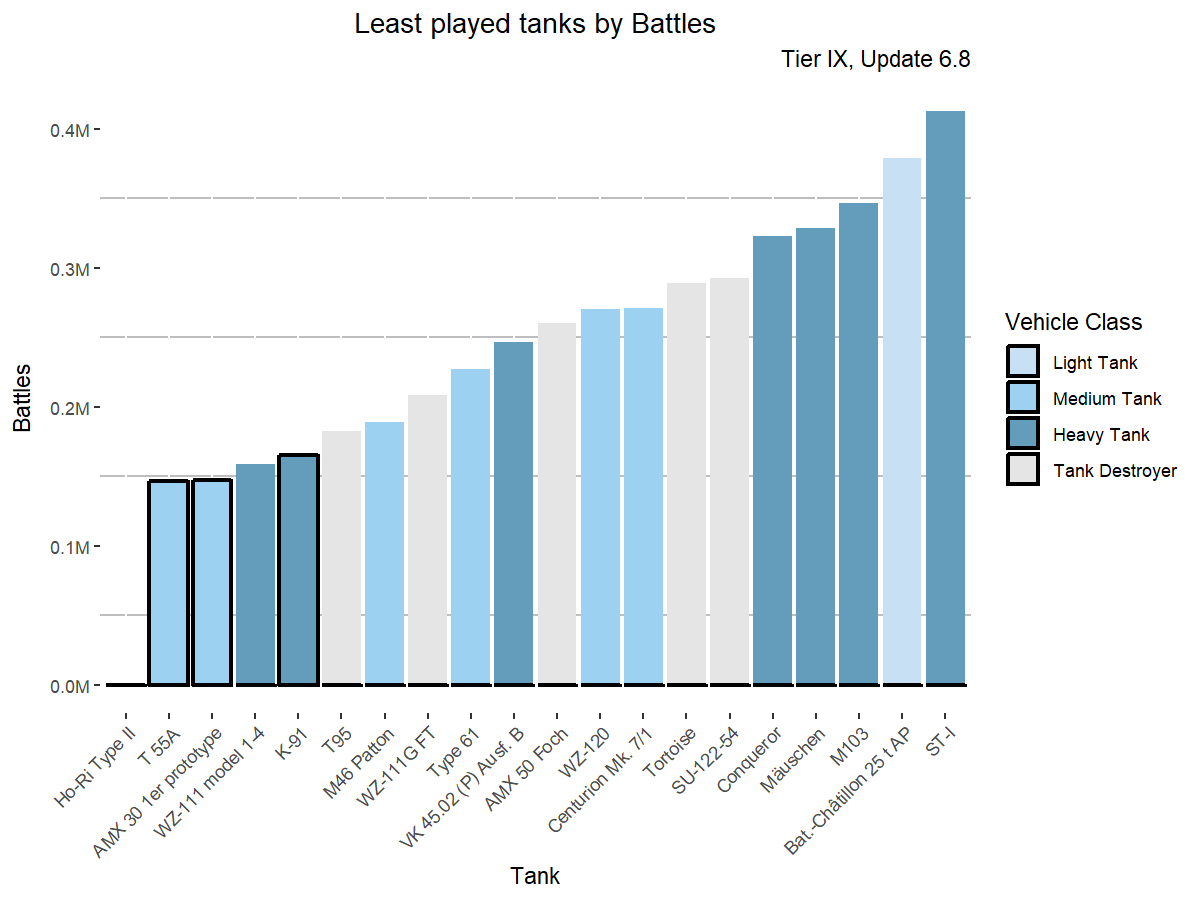 Least played tanks by Battles
Tier IX, Update 6.8
Battles
0.4M
0.3M
0.2M
0.1M
0.0M
Ho-Ri Type II
T 55A
AMX 30 1er prototype
WZ-111 model 1-4
K-91
T95
M46 Patton
WZ-111G FT
Type 61
VK 45.02 (P) Ausf. B
AMX 50 Foch
WZ-120
Centurion Mk. 7/1
Tortoise
SU-122-54
Conqueror
Mäuschen
M103
Bat.-Châtillon 25 t AP
ST-I
Tank
Vehicle Class
Light Tank
Medium Tank
Heavy Tank
Tank Destroyer